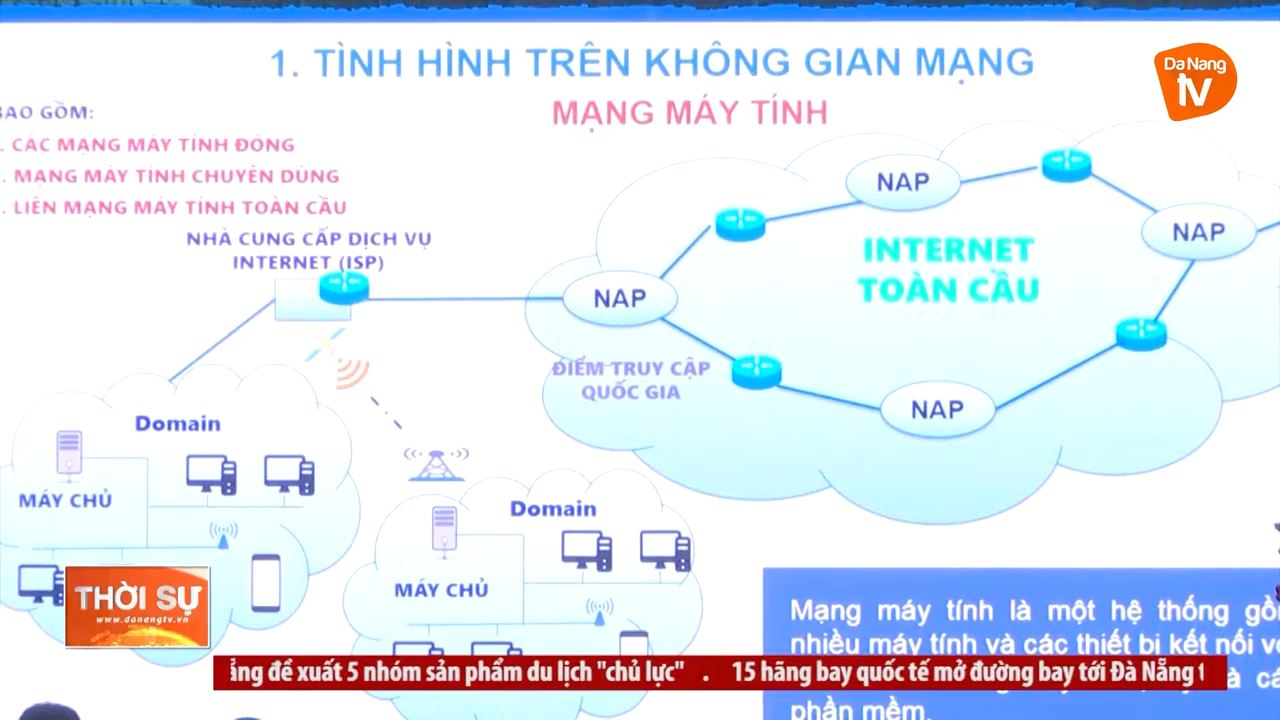 1. TÌNH HÌNH TRÊN KHÔNG GIAN MẠNG
Da Nang
tv
MẠNG MÁY TÍNH
BAO GỒM:
. CÁC MẠNG MÁY TÍNH ĐÓNG
. MẠNG MÁY TÍNH CHUYÊN DÙNG
. LIÊN MẠNG MÁY TÍNH TOÀN CẦU
NHÀ CUNG CẤP DỊCH VỤ
INTERNET (ISP)
NAP
NAP
NAP
INTERNET
TOÀN CẦU
ĐIỂM TRUY CẬP
QUỐC GIA
NAP
Domain
MÁY CHỦ
Domain
MÁY CHỦ
THỜI SỰ
www.danangtv.vn
Mạng máy tính là một hệ thống gồ
nhiều máy tính và các thiết bị kết nối
phần mềm.
đề xuất 5 nhóm sản phẩm du lịch "chủ lực" . 15 hãng bay quốc tế mở đường bay tới Đà Nẵng